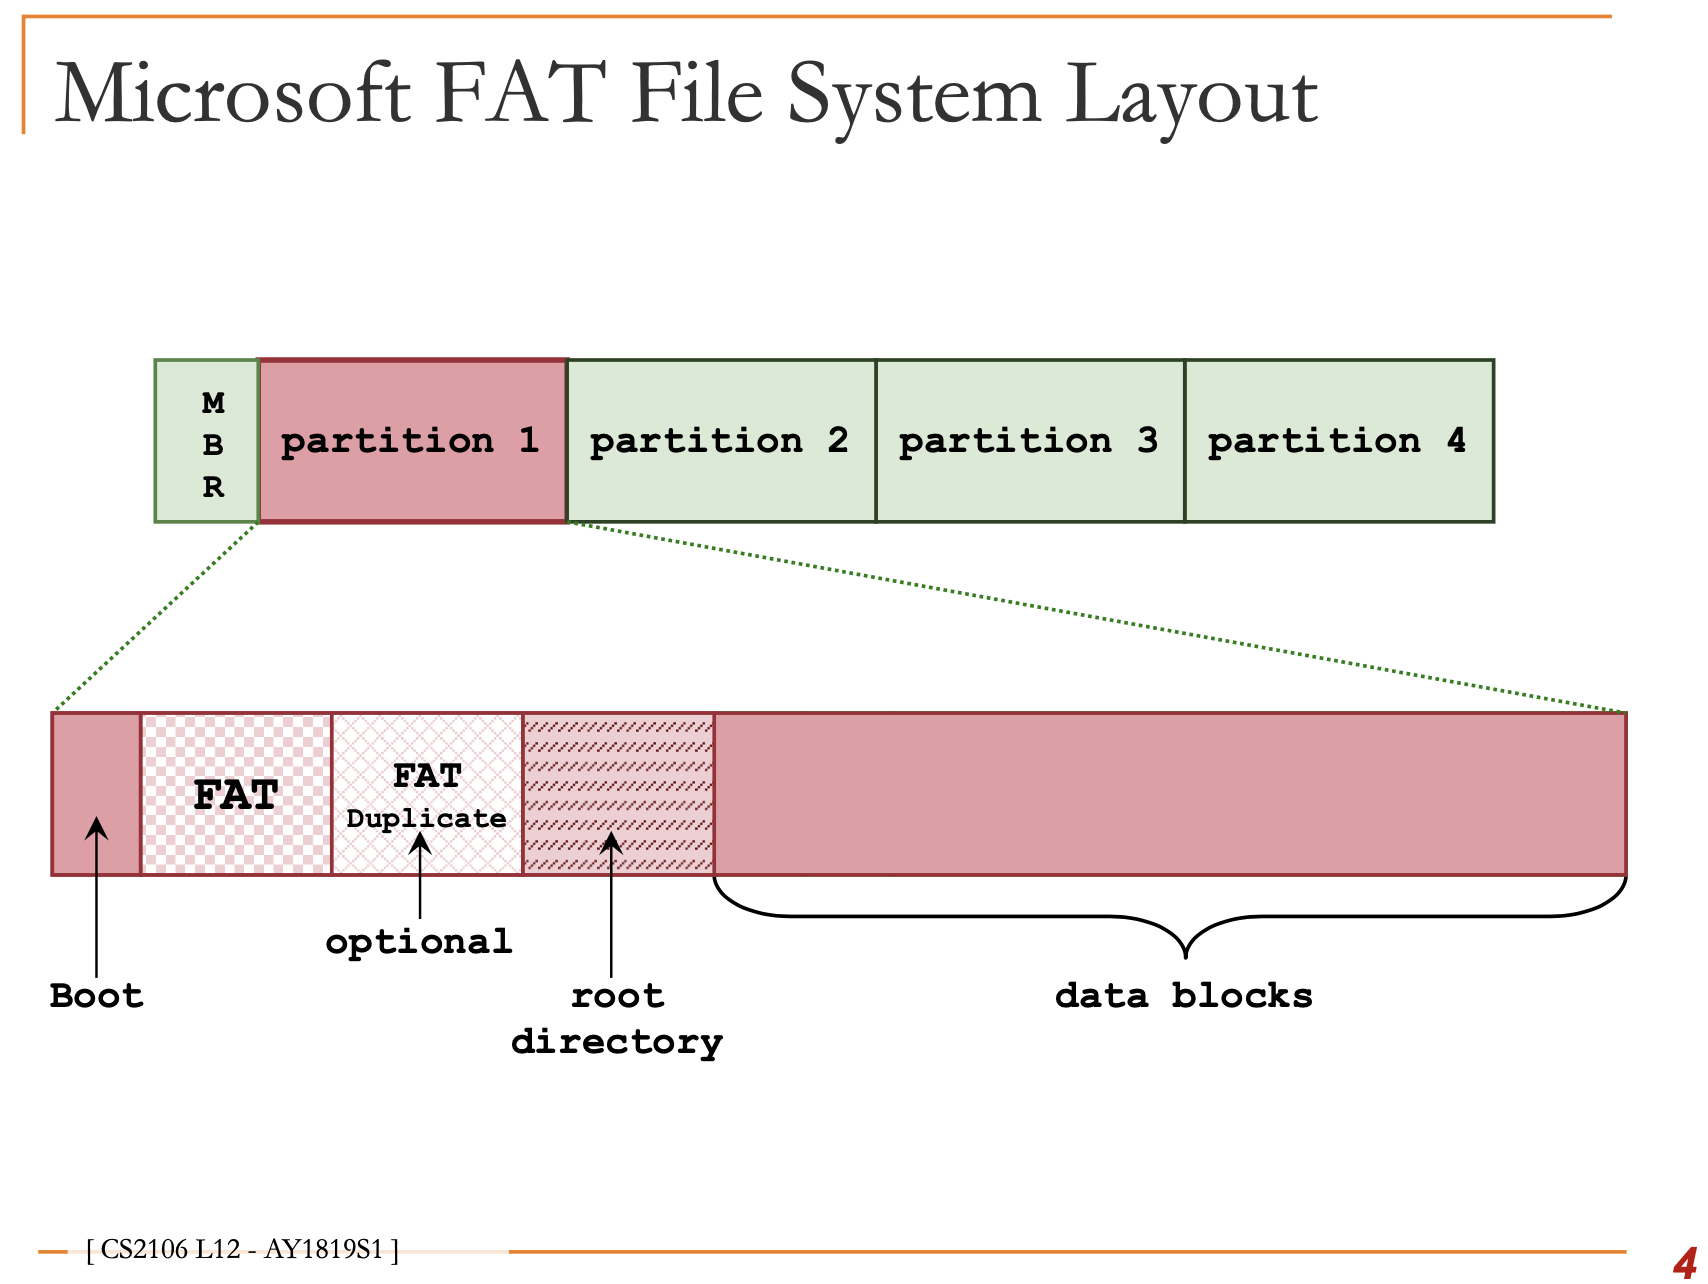 Microsoft FAT File System Layout
M
B
R
partition 1
partition 2
partition 3
partition 4
FAT
FAT
Duplicate
optional
Boot
root
directory
data blocks
[ CS2106 L12 - AY1819S1 ]
4